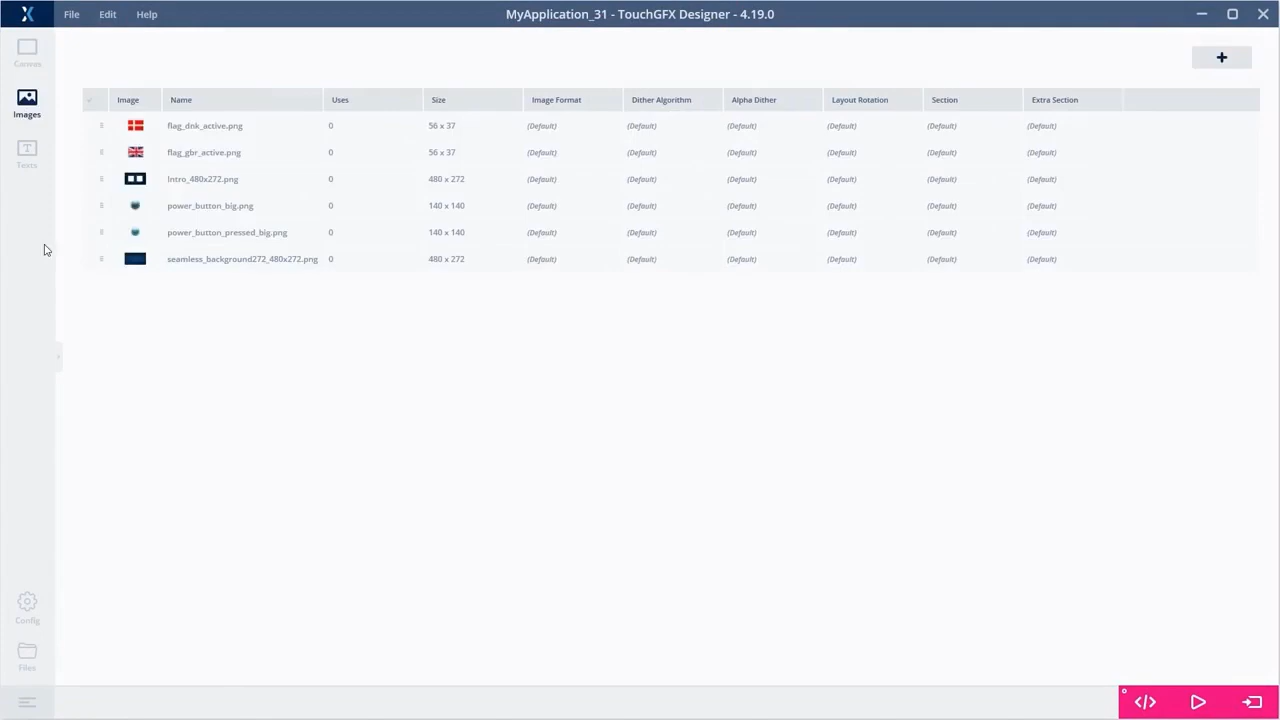 File Edit Help MyApplication_31 - TouchGFX Designer - 4.19.0
Canvas
Images
Texts
Image Name Uses Size Image Format Dither Algorithm Alpha Dither Layout Rotation Section Extra Section
flag_dnk_active.png 0 56 x 37 (Default) (Default) (Default) (Default) (Default) (Default)
flag_gbr_active.png 0 56 x 37 (Default) (Default) (Default) (Default) (Default) (Default)
Intro_480x272.png 0 480 x 272 (Default) (Default) (Default) (Default) (Default) (Default)
power_button_big.png 0 140 x 140 (Default) (Default) (Default) (Default) (Default) (Default)
power_button_pressed_big.png 0 140 x 140 (Default) (Default) (Default) (Default) (Default) (Default)
seamless_background272_480x272.png 0 480 x 272 (Default) (Default) (Default) (Default) (Default) (Default)
Config
Files